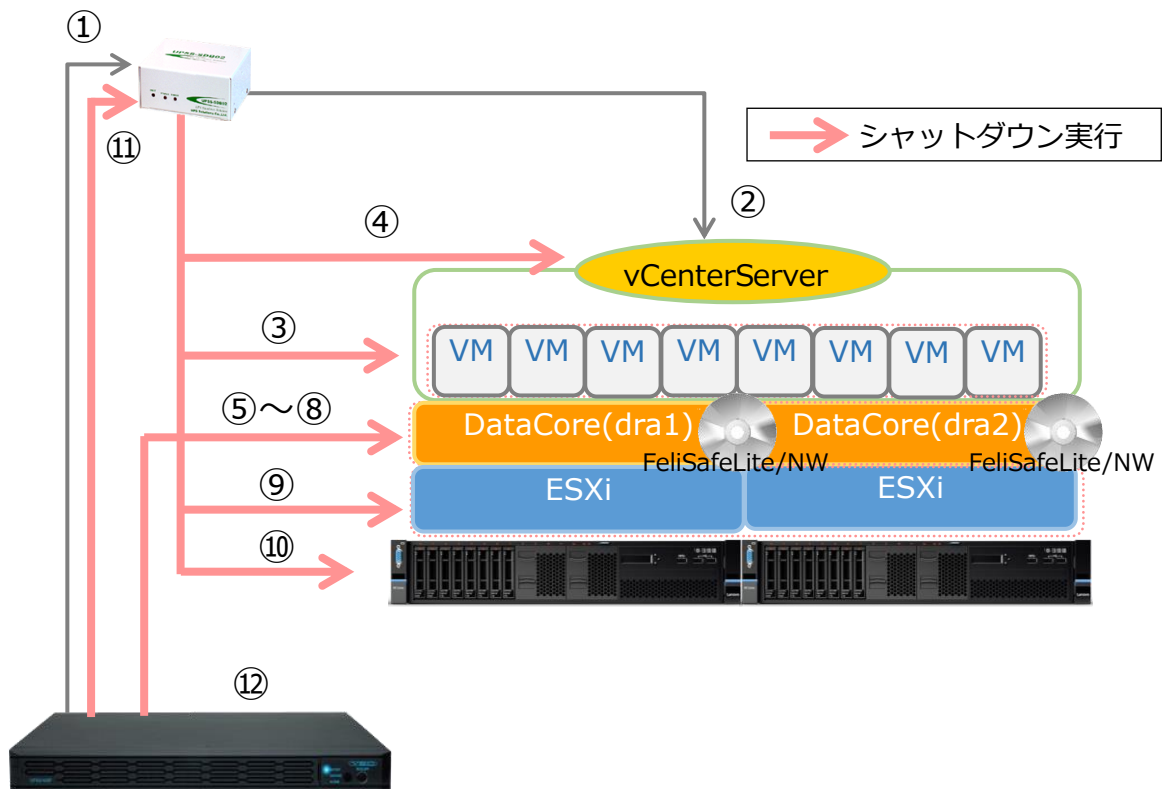 ①
UPAS-SDB02
⑪
シャットダウン実行
②
④
vCenterServer
③
VM VM VM VM VM VM VM VM
⑤～⑧
DataCore(dra1) DataCore(dra2)
FeliSafeLite/NW FeliSafeLite/NW
⑨
ESXi ESXi
⑩
⑫